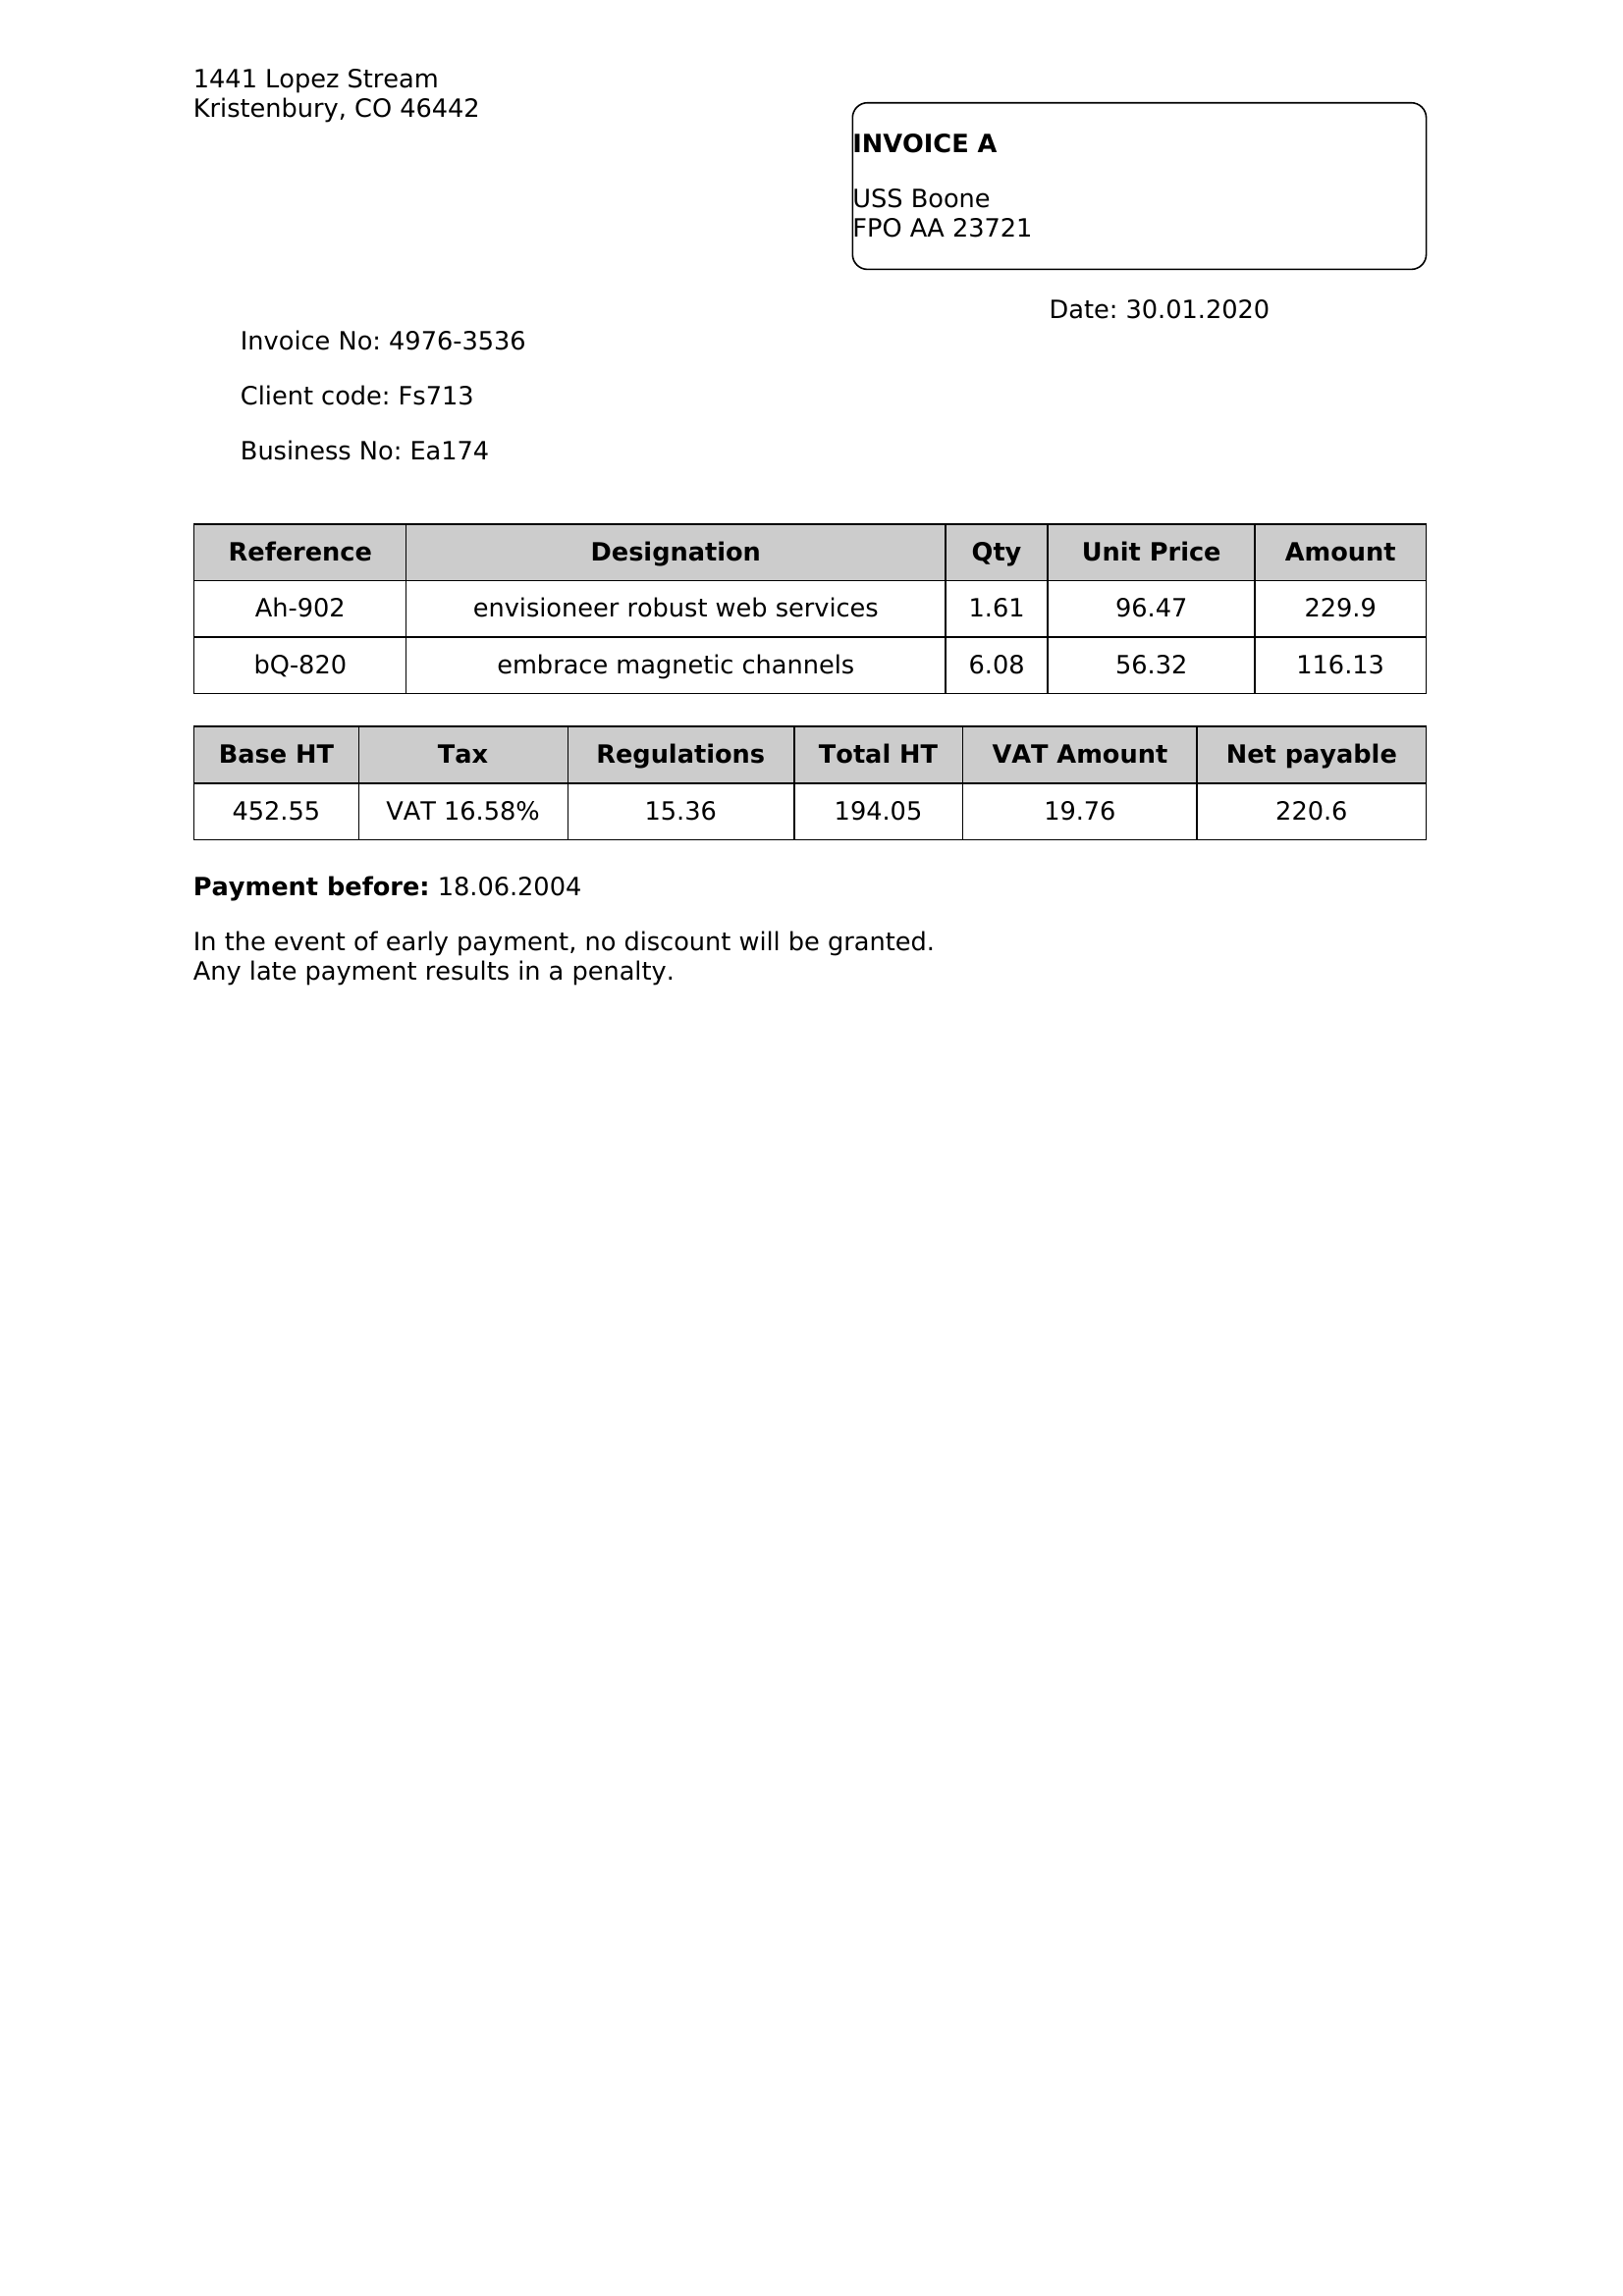 1441 Lopez Stream
Kristenbury, CO 46442
INVOICE A
USS Boone
FPO AA 23721
Date: 30.01.2020
Invoice No: 4976-3536
Client code: Fs713
Business No: Ea174
Reference Designation Qty Unit Price Amount
Ah-902 envisioneer robust web services 1.61 96.47 229.9
bQ-820 embrace magnetic channels 6.08 56.32 116.13
Base HT Tax Regulations Total HT VAT Amount Net payable
452.55 VAT 16.58% 15.36 194.05 19.76 220.6
Payment before: 18.06.2004
In the event of early payment, no discount will be granted.
Any late payment results in a penalty.